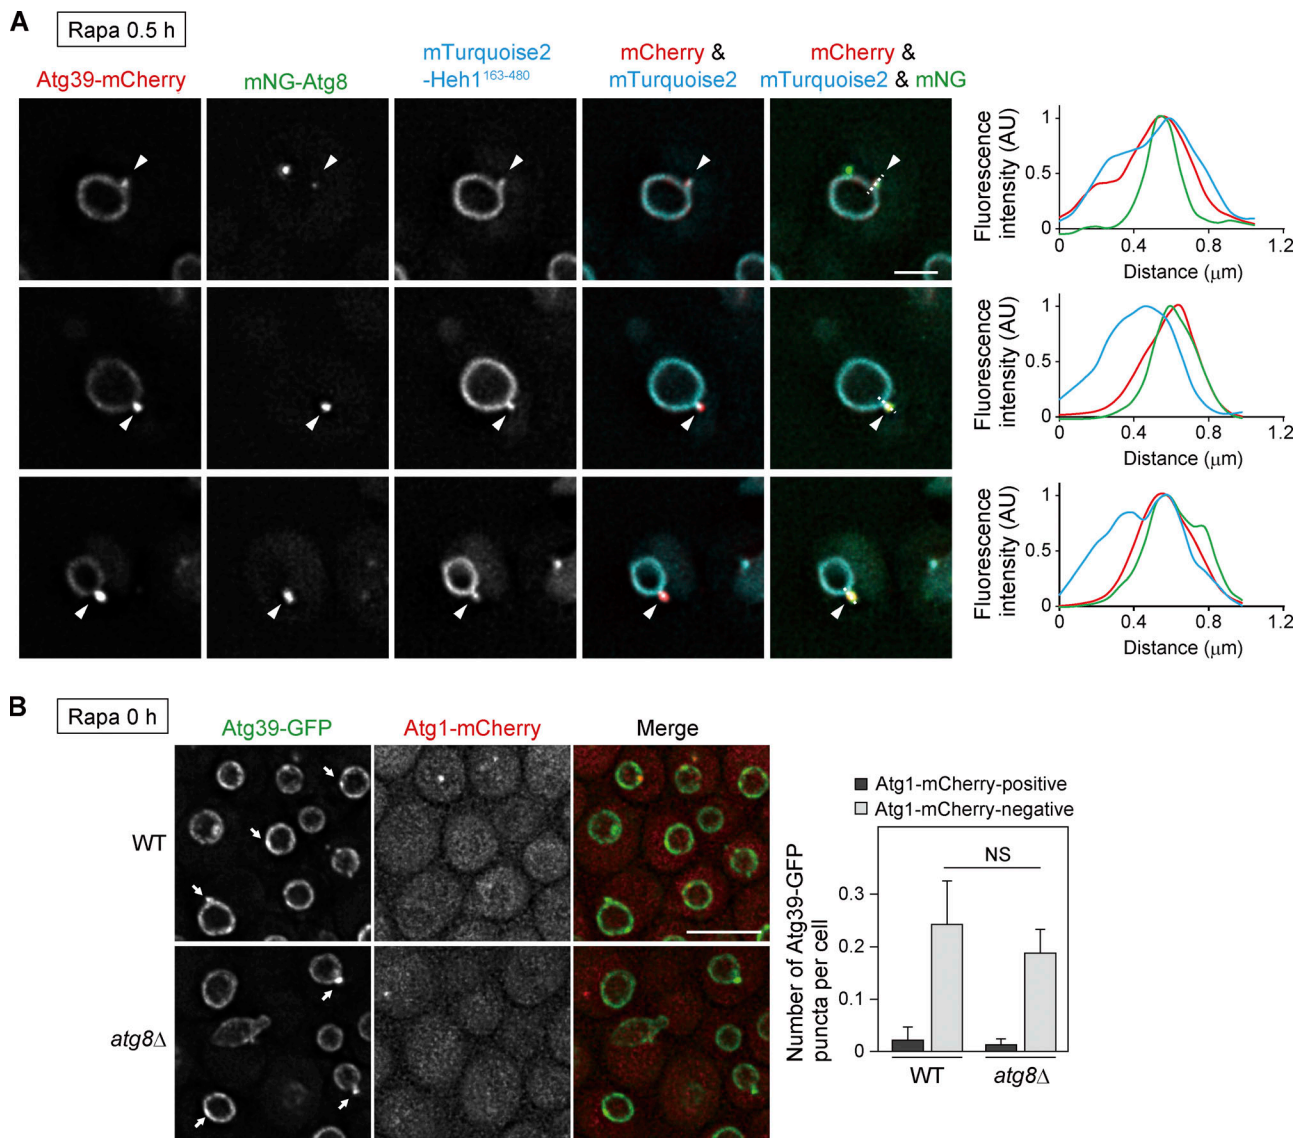 A
Rapa 0.5 h
Atg39-mCherry
mNG-Atg8
mTurquoise2
-Heh1¹⁶³⁻⁴⁸⁰
mCherry &
mTurquoise2
mCherry &
mTurquoise2 & mNG
Fluorescence
intensity (AU)
1
0.5
0
0 0.4 0.8 1.2
Distance (μm)
Fluorescence
intensity (AU)
1
0.5
0
0 0.4 0.8 1.2
Distance (μm)
Fluorescence
intensity (AU)
1
0.5
0
0 0.4 0.8 1.2
Distance (μm)
B
Rapa 0 h
Atg39-GFP
Atg1-mCherry
Merge
WT
atg8Δ
Atg1-mCherry-positive
Atg1-mCherry-negative
Number of Atg39-GFP
puncta per cell
NS
0.3
0.2
0.1
0
WT
atg8Δ